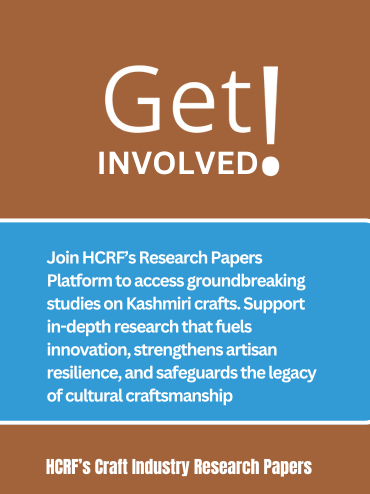 Get!
INVOLVED
Join HCRF's Research Papers
Platform to access groundbreaking
studies on Kashmiri crafts. Support
in-depth research that fuels
innovation, strengthens artisan
resilience, and safeguards the legacy
of cultural craftsmanship
HCRF's Craft Industry Research Papers